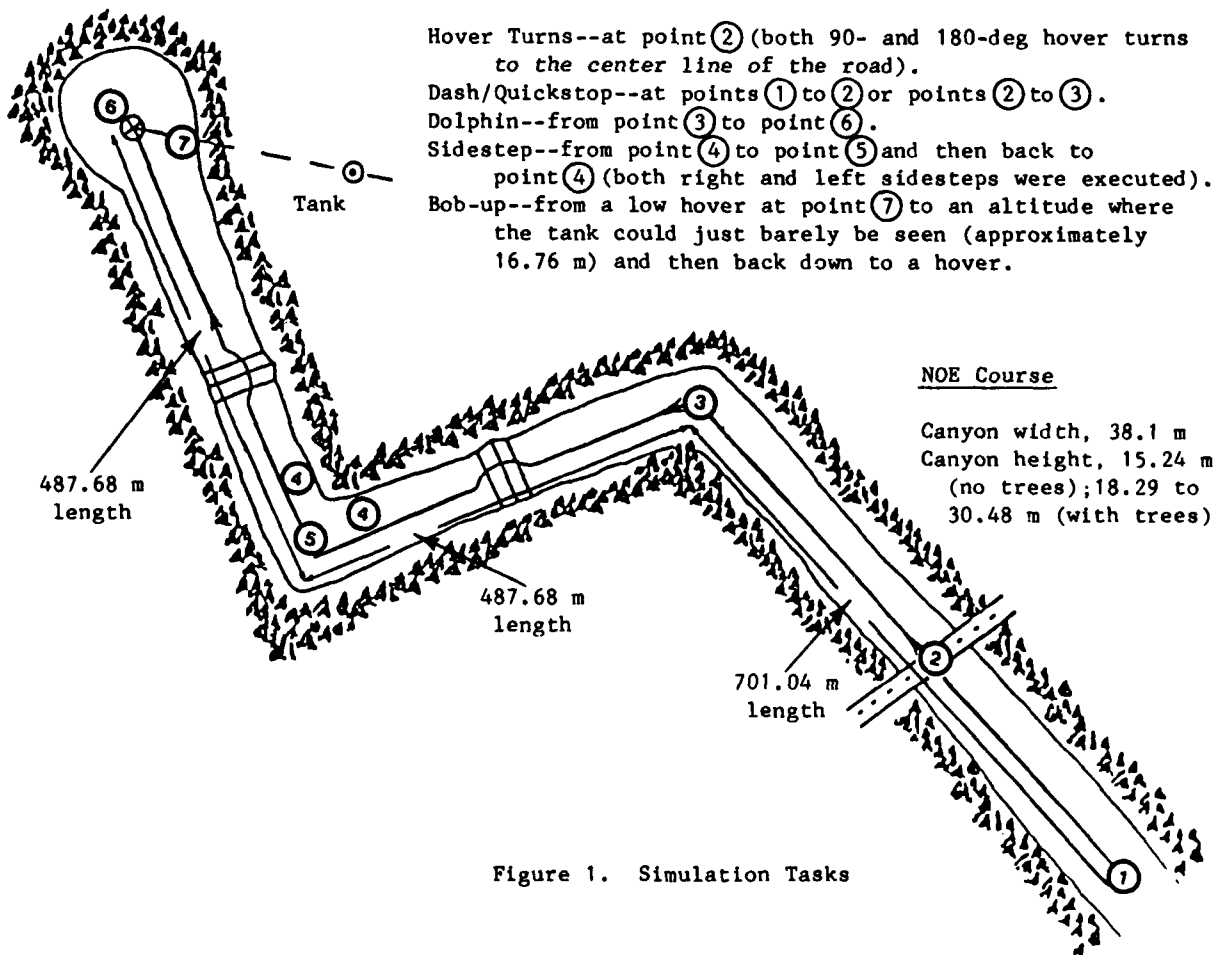 Hover Turns--at point ② (both 90- and 180-deg hover turns
to the center line of the road).
Dash/Quickstop--at points ① to ② or points ② to ③.
Dolphin--from point ③ to point ⑥.
Sidestep--from point ④ to point ⑤ and then back to
point ④ (both right and left sidesteps were executed).
Bob-up--from a low hover at point ⑦ to an altitude where
the tank could just barely be seen (approximately
16.76 m) and then back down to a hover.
⑥
⑦
Tank
NOE Course
Canyon width, 38.1 m
Canyon height, 15.24 m
(no trees);18.29 to
30.48 m (with trees)
③
487.68 m
length
④
④
⑤
487.68 m
length
②
701.04 m
length
①
Figure 1. Simulation Tasks